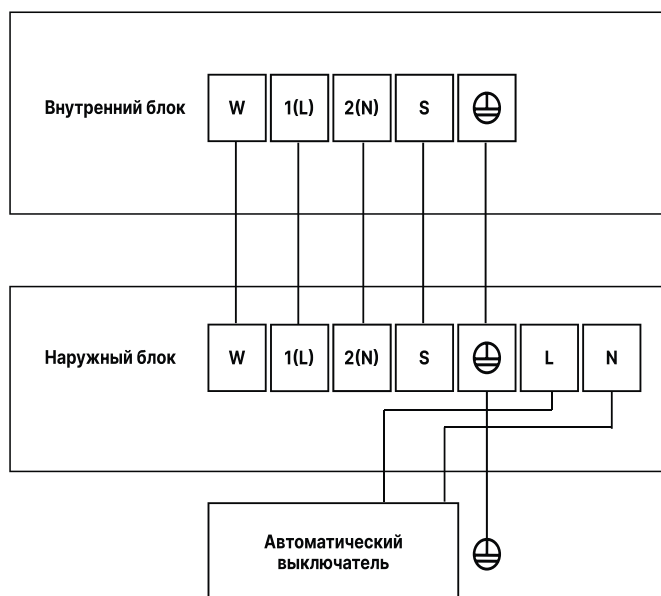 Внутренний блок
W 1(L) 2(N) S
Наружный блок
W 1(L) 2(N) S L N
Автоматический
выключатель